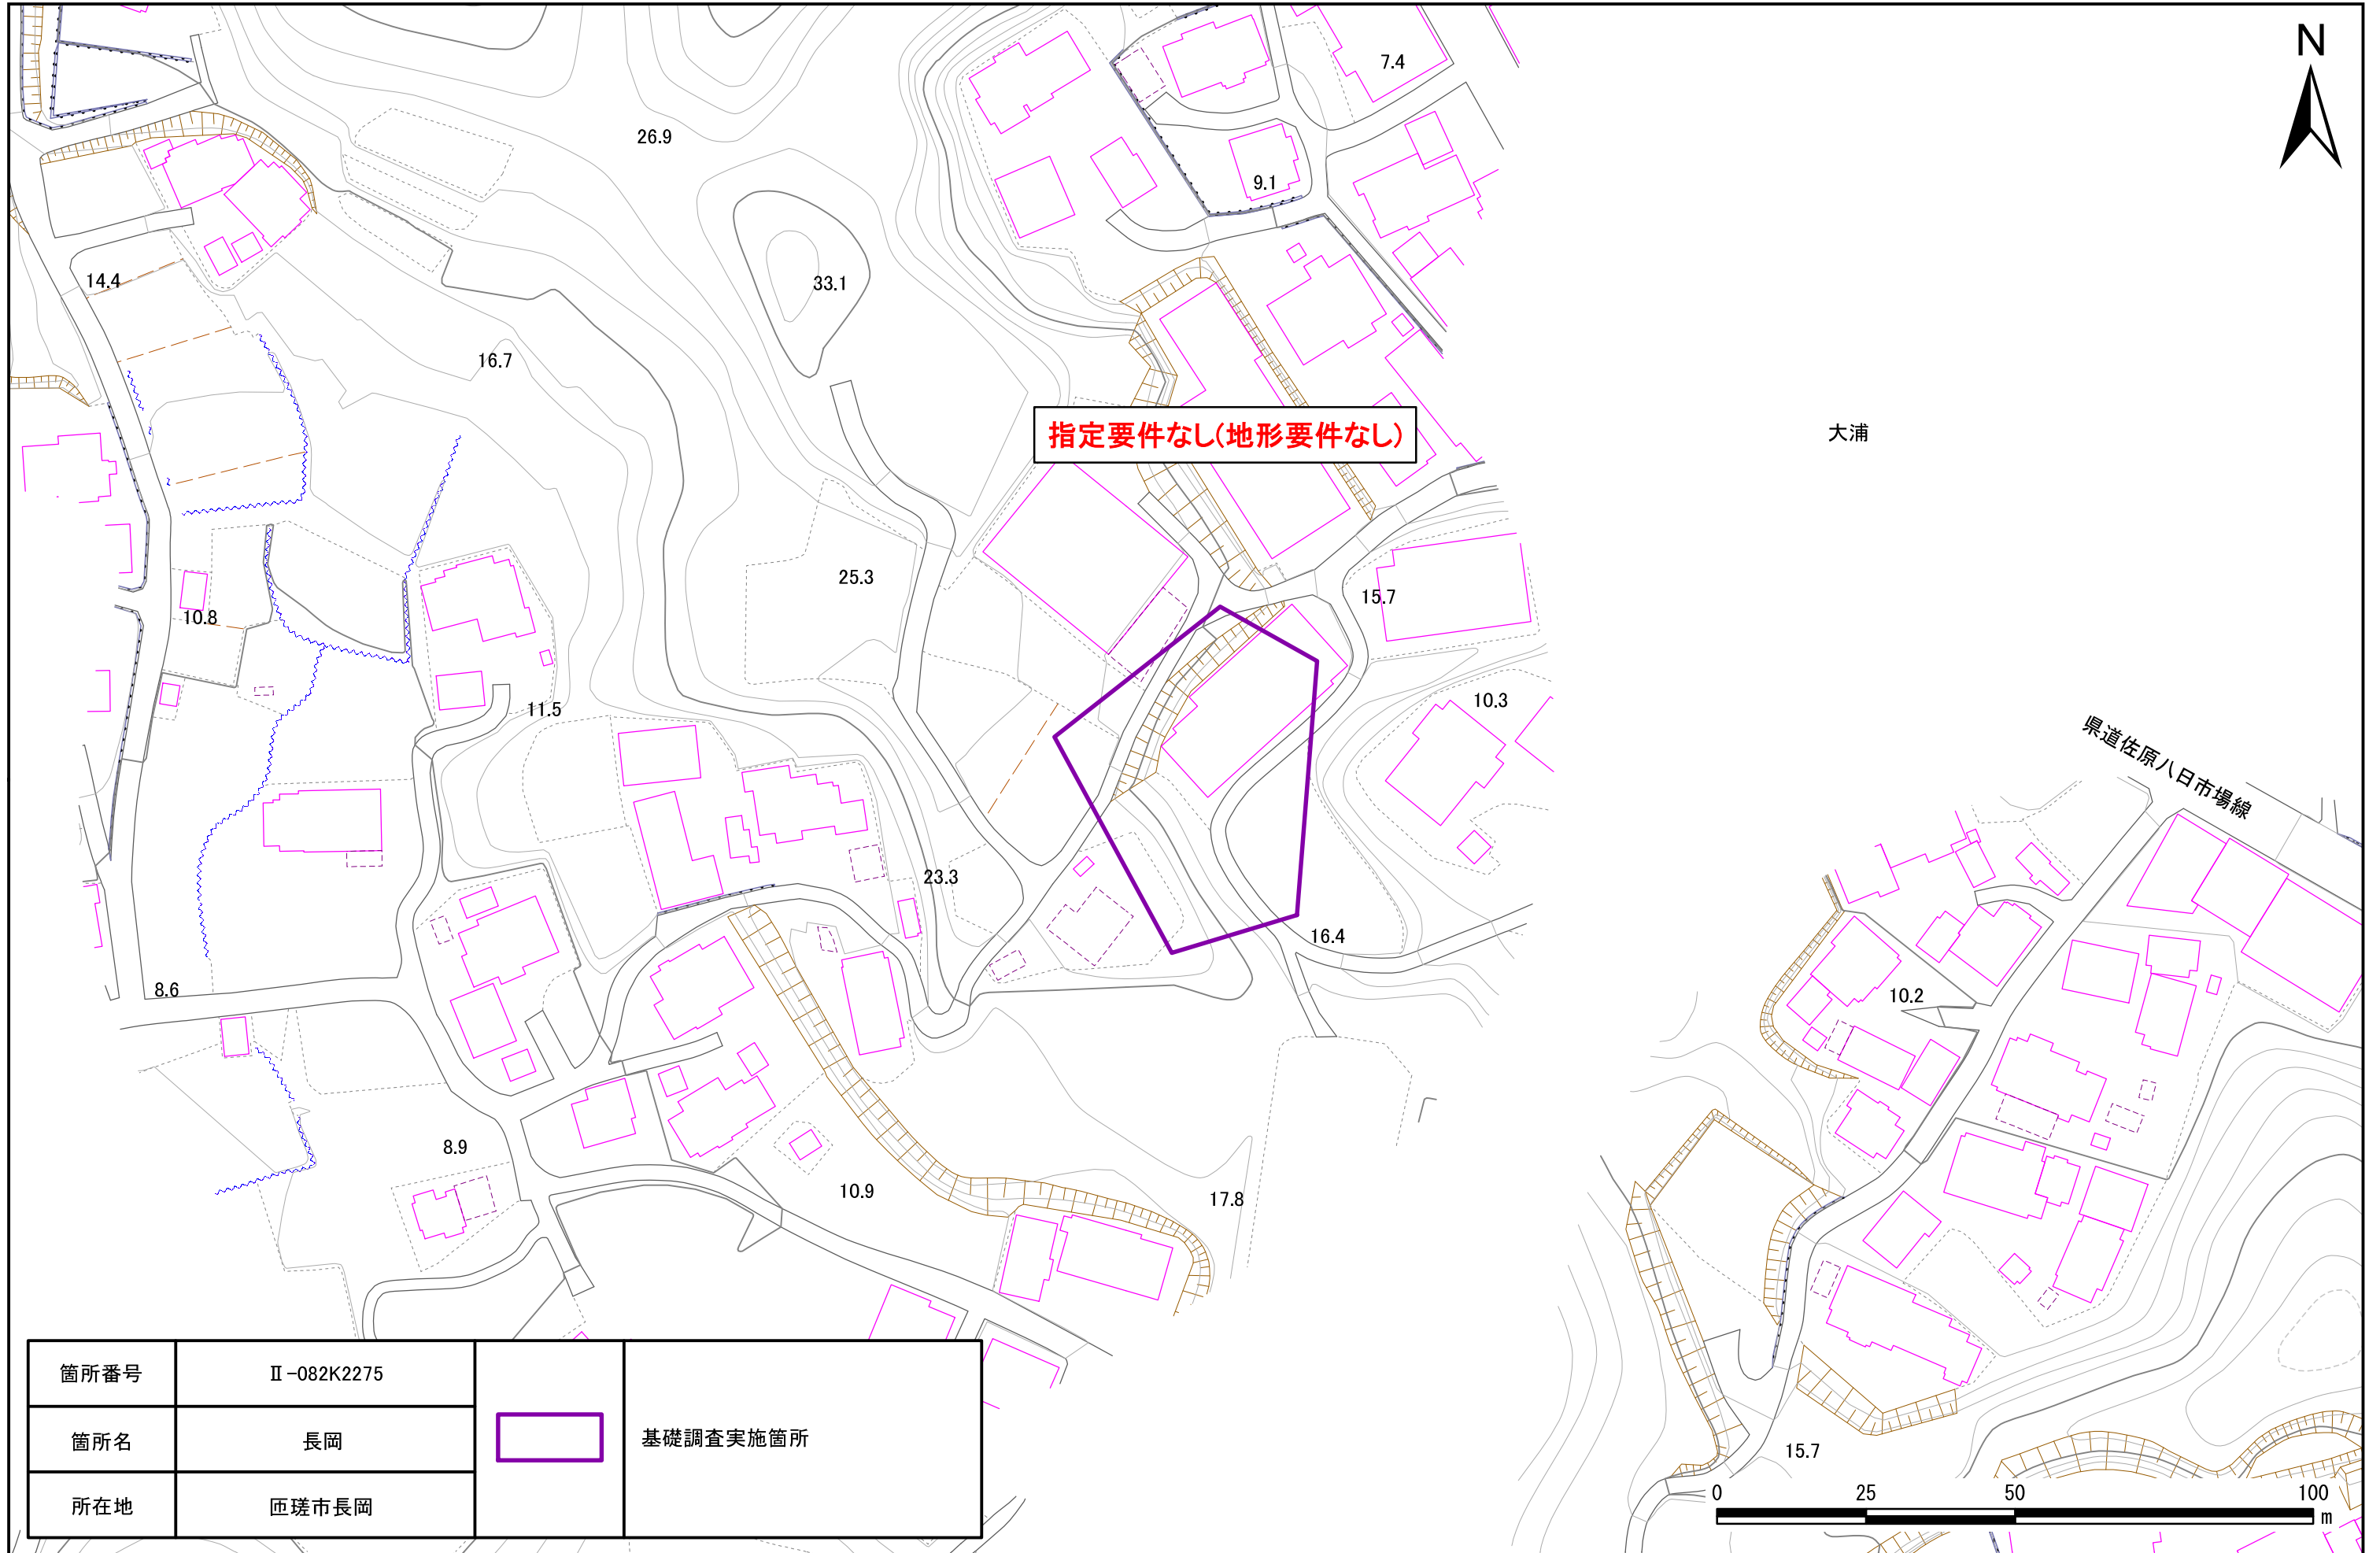 N
7.4
26.9
9.1
14.4
33.1
16.7
指定要件なし(地形要件なし)
大浦
25.3
15.7
10.8
10.3
11.5
県道佐原八日市場線
23.3
16.4
8.6
10.2
8.9
10.9
17.8
15.7
箇所番号 Ⅱ-082K2275
箇所名 長岡
所在地 匝瑳市長岡
基礎調査実施箇所
0 25 50 100
m